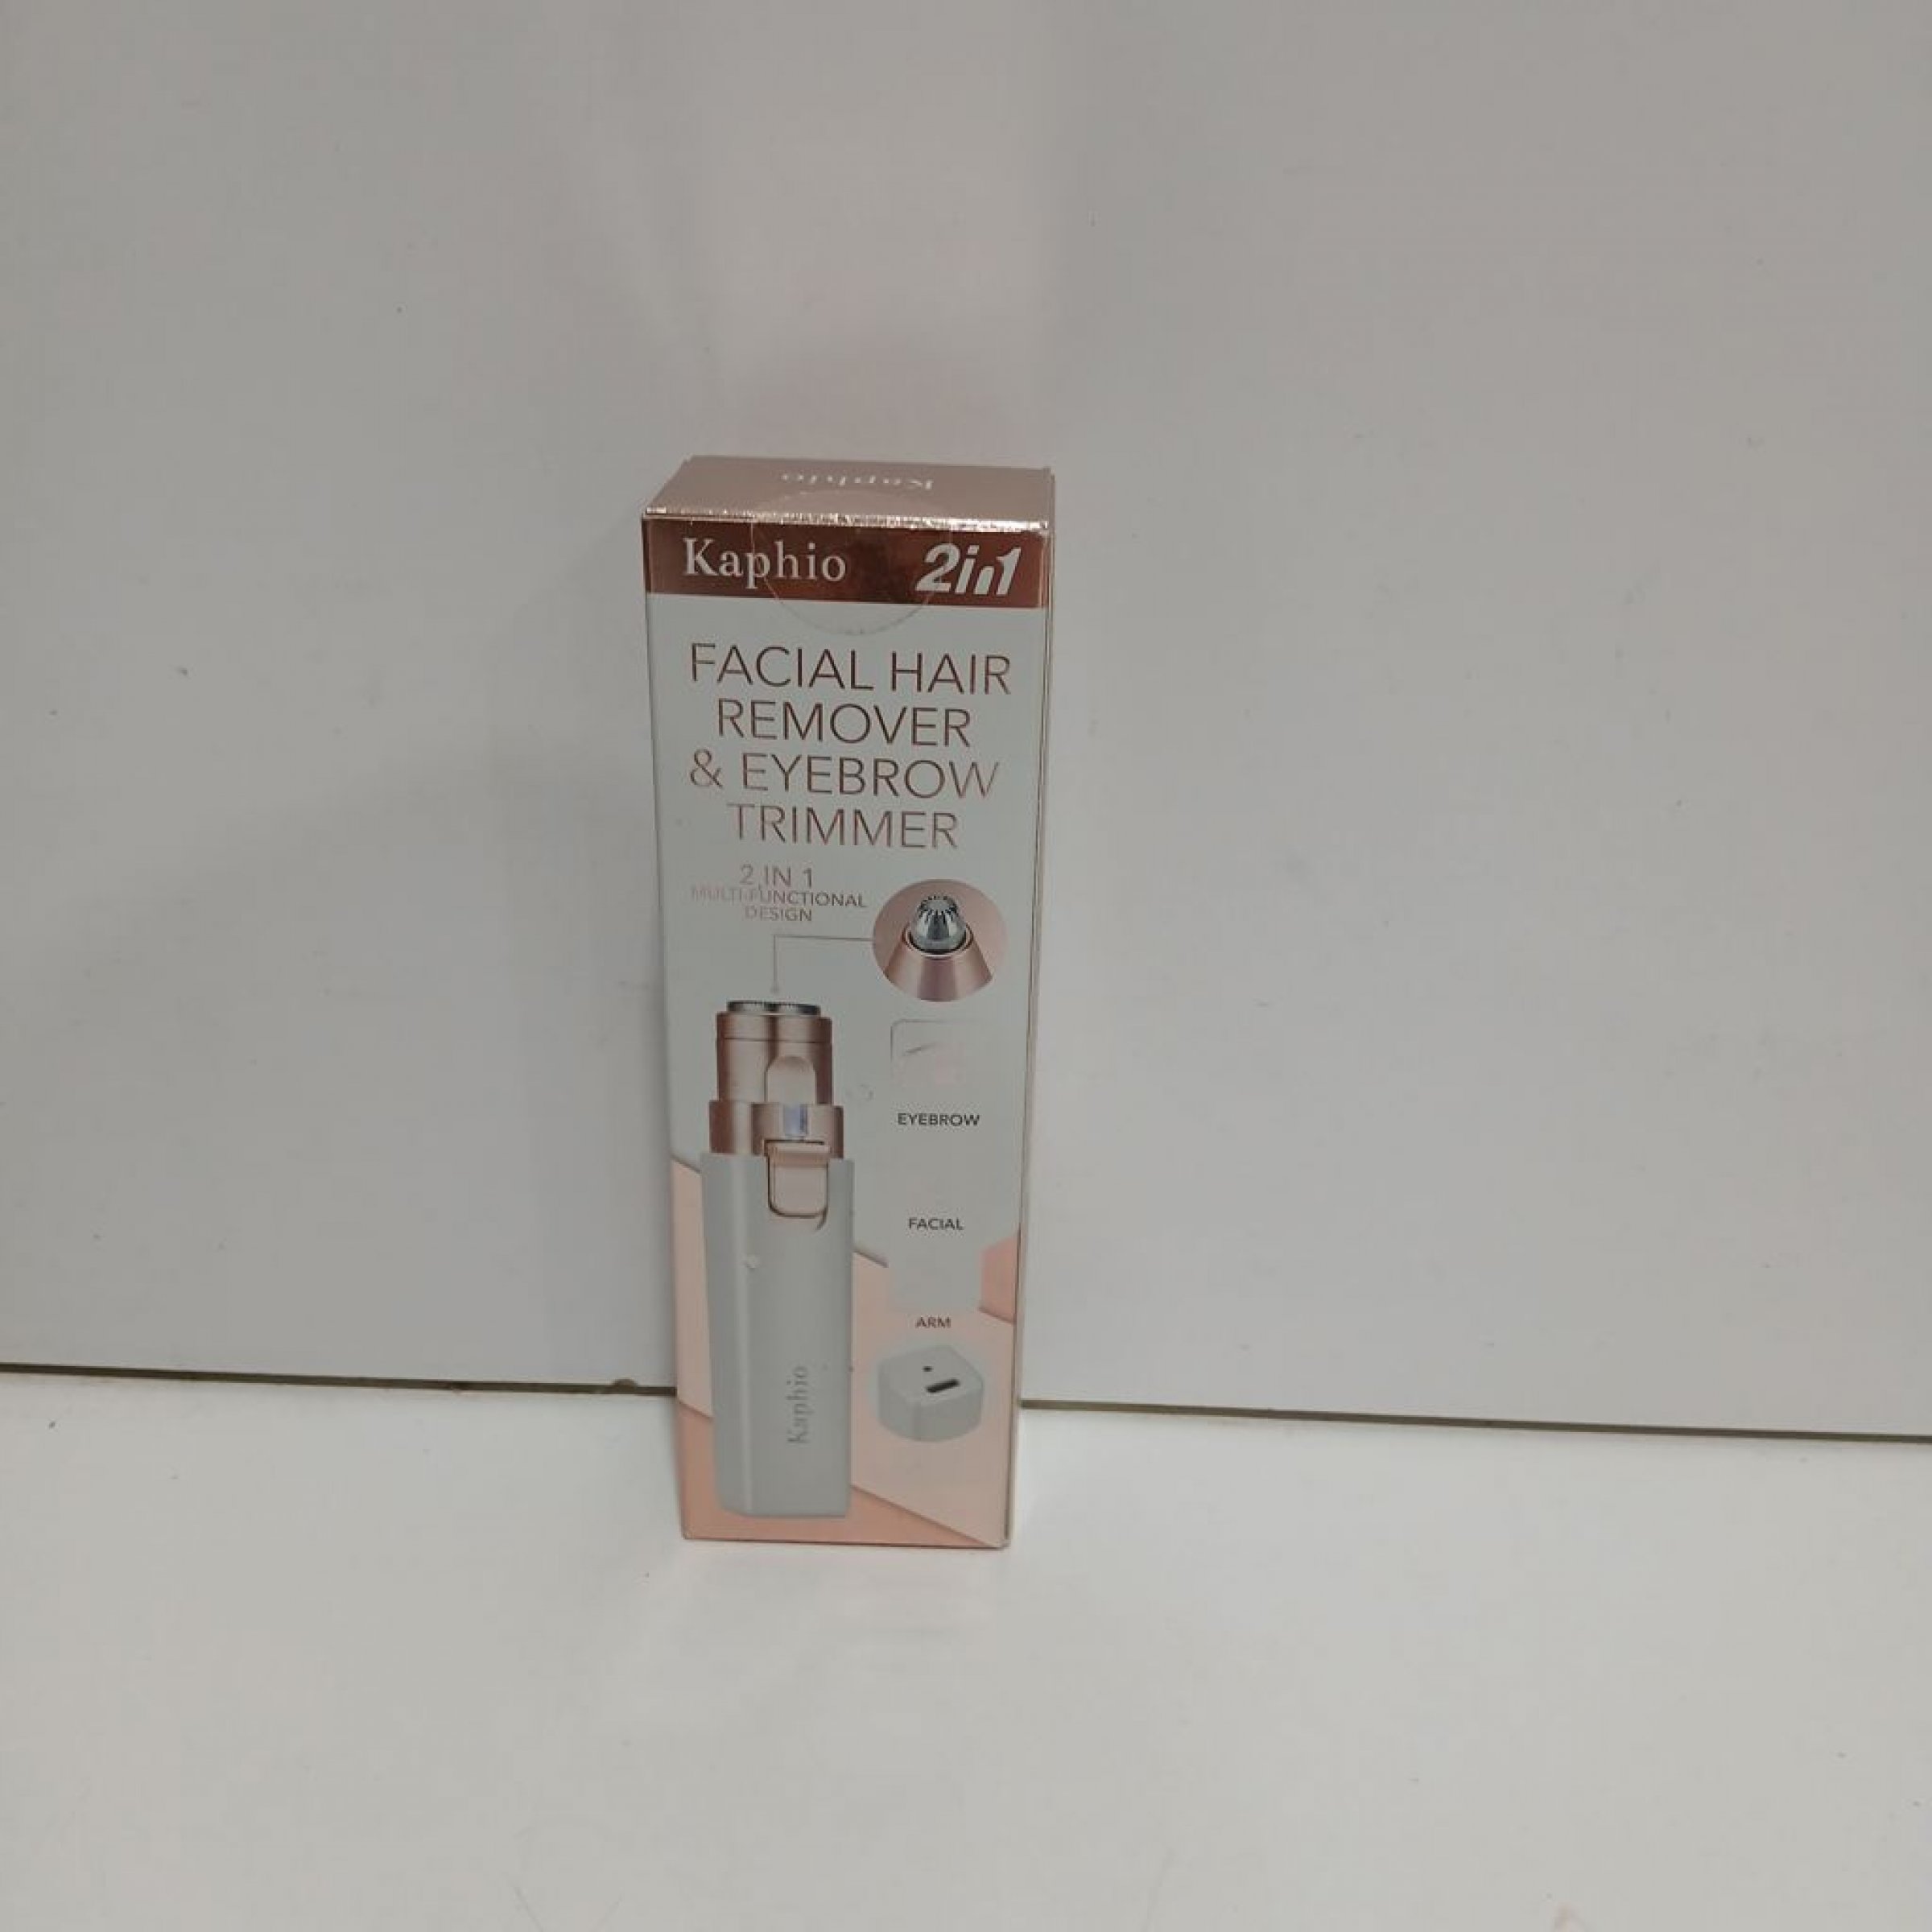 Kaphio
Kaphio 2in1
FACIAL HAIR
REMOVER
& EYEBROW
TRIMMER
2 IN 1
MULTI-FUNCTIONAL
DESIGN
EYEBROW
FACIAL
ARM
Kaphio